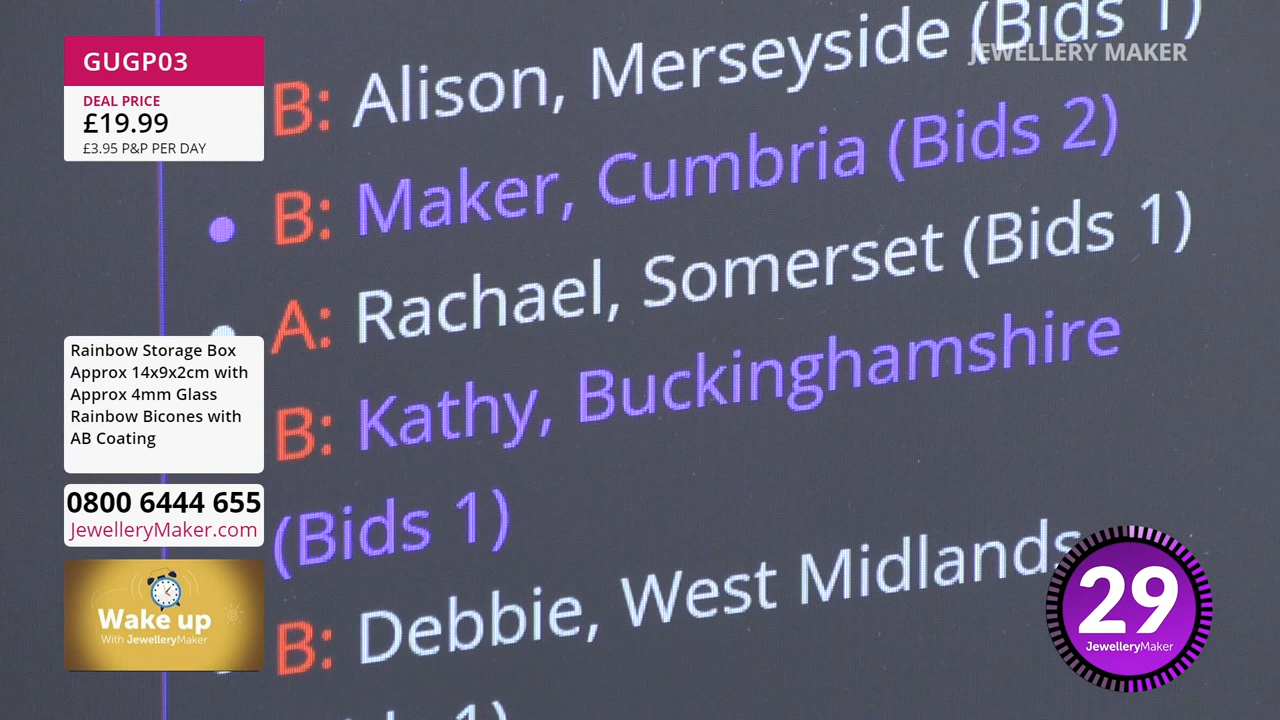 GUGP03
DEAL PRICE
£19.99
£3.95 P&P PER DAY
JEWELLERY MAKER
B: Alison, Merseyside (Bids 1)
B: Maker, Cumbria (Bids 2)
A: Rachael, Somerset (Bids 1)
B: Kathy, Buckinghamshire
(Bids 1)
B: Debbie, West Midlands
Rainbow Storage Box
Approx 14x9x2cm with
Approx 4mm Glass
Rainbow Bicones with
AB Coating
0800 6444 655
JewelleryMaker.com
Wake up
With JewelleryMaker
29
JewelleryMaker